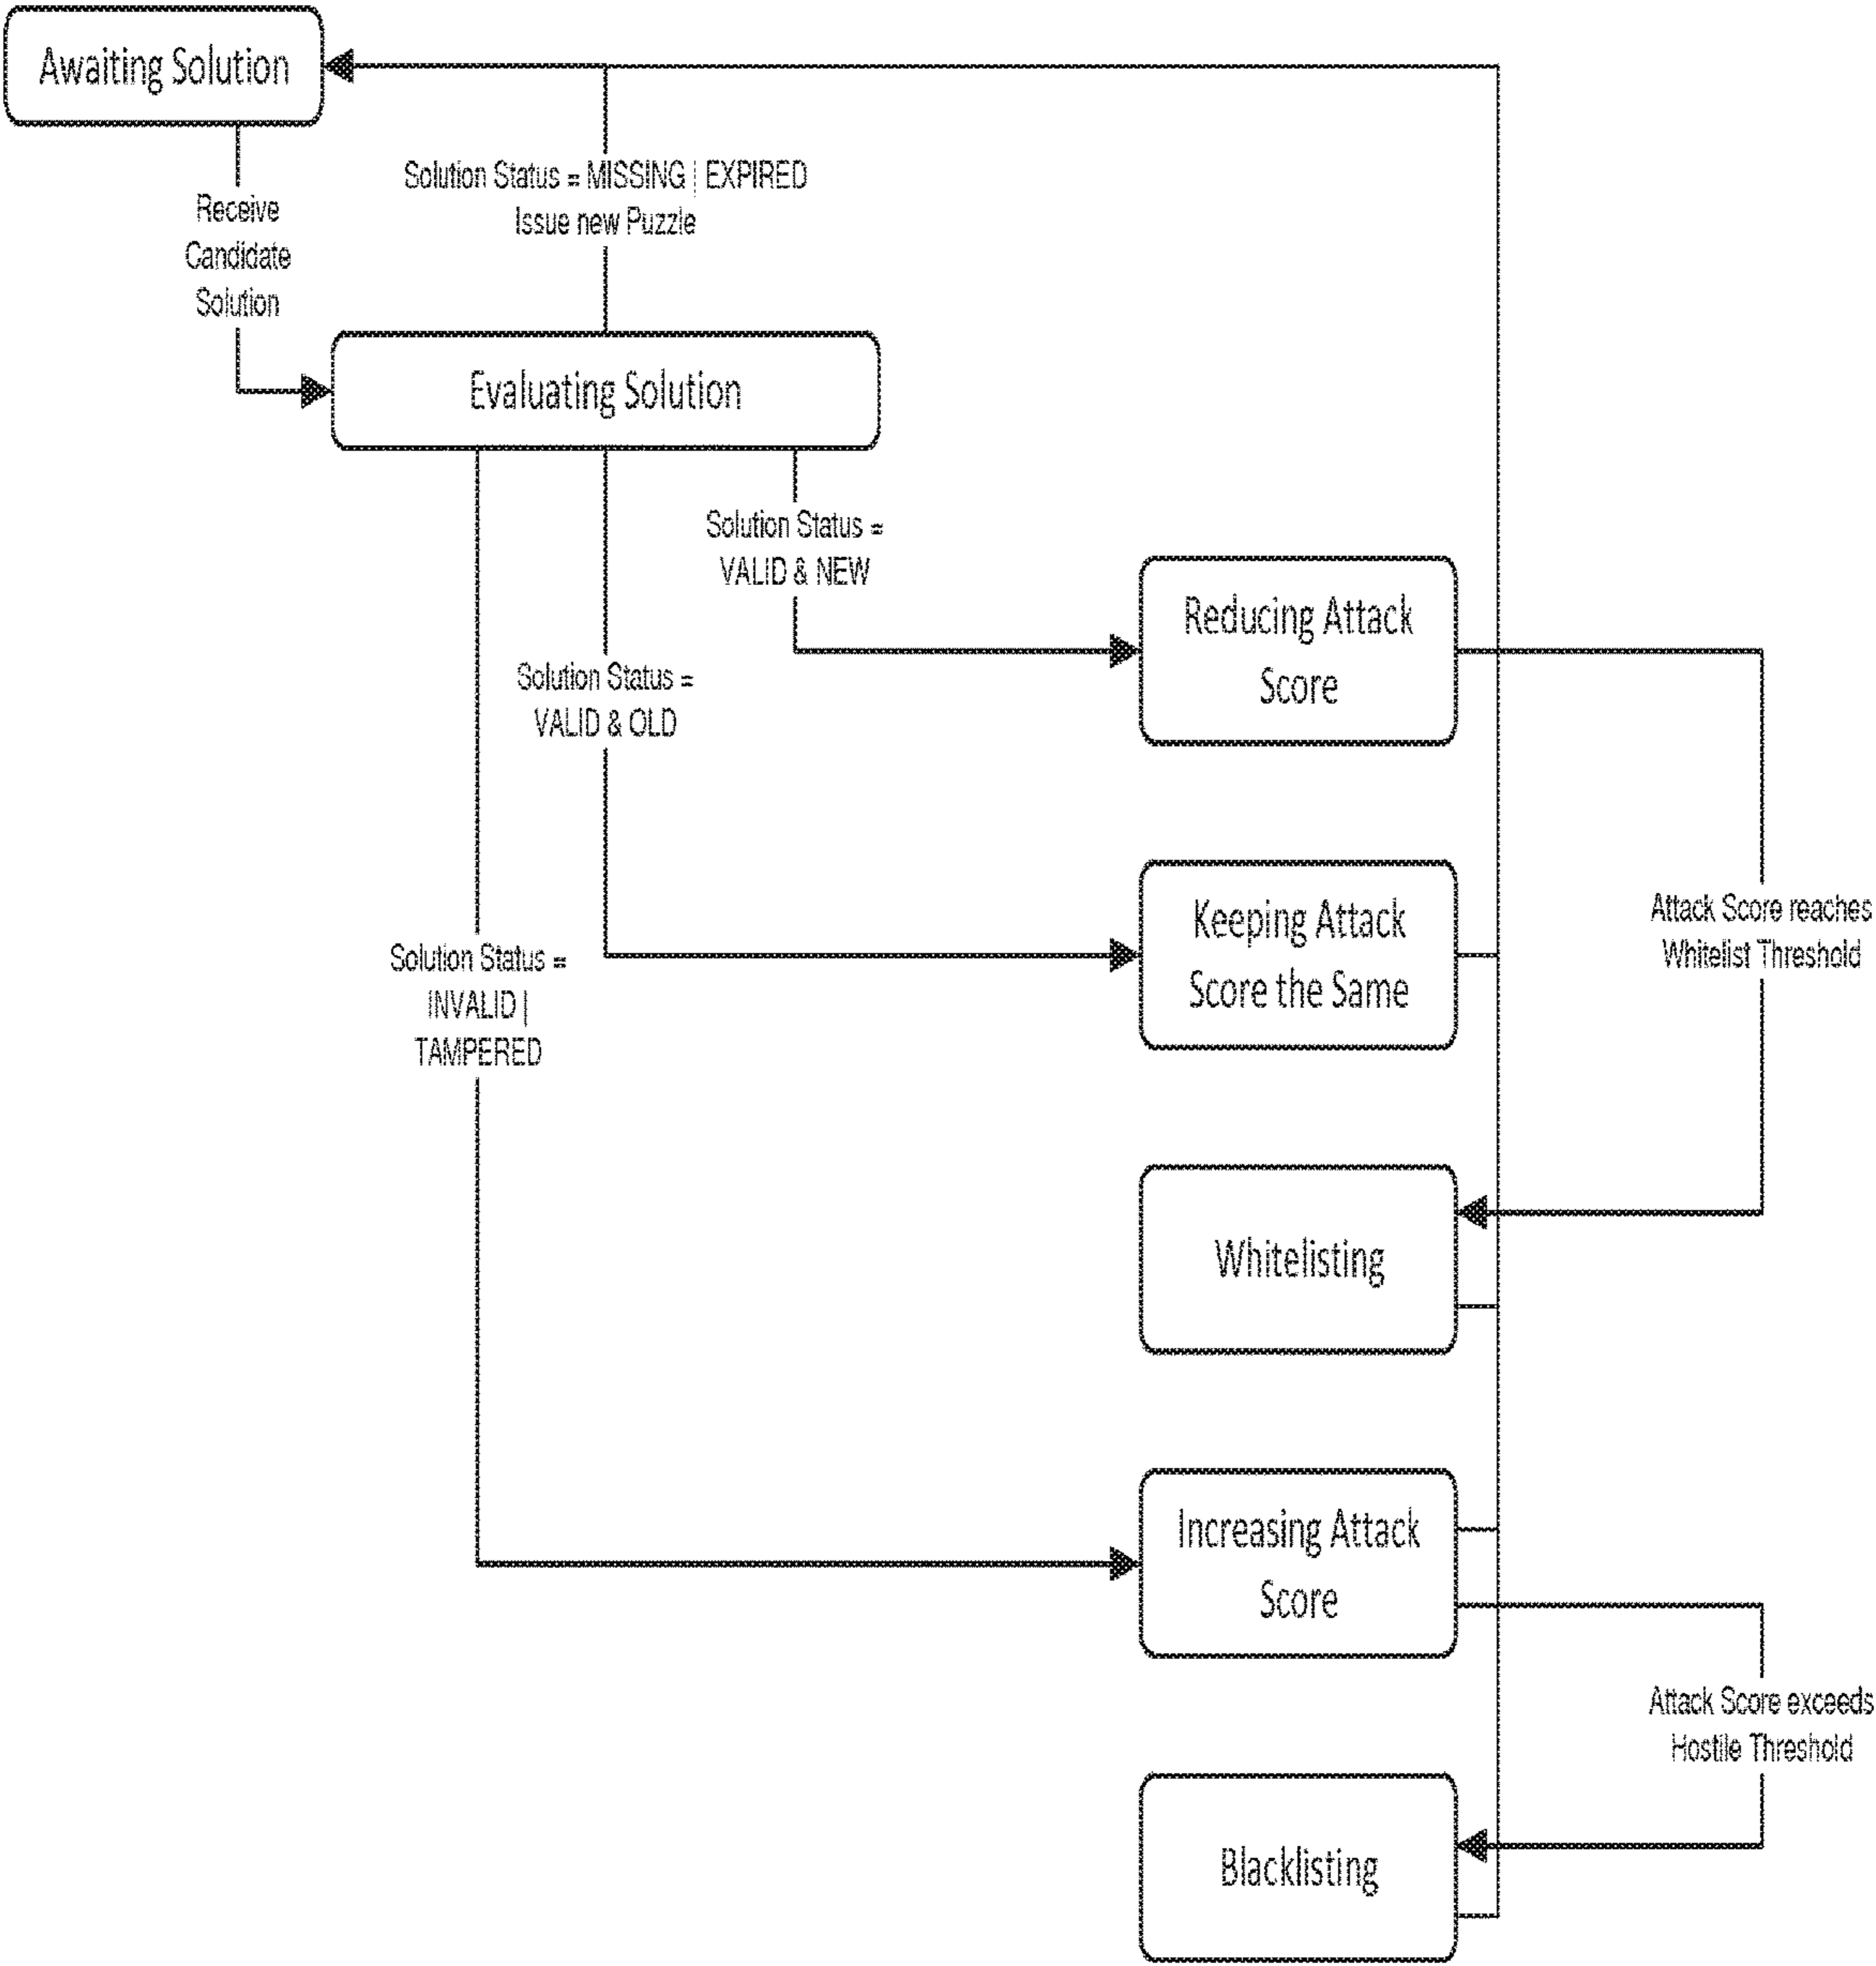 Awaiting Solution
Solution Status = MISSING | EXPIRED
Issue new Puzzle
Receive
Candidate
Solution
Evaluating Solution
Solution Status =
VALID & NEW
Reducing Attack
Score
Solution Status =
VALID & OLD
Keeping Attack
Score the Same
Attack Score reaches
Whitelist Threshold
Solution Status =
INVALID |
TAMPERED
Whitelisting
Increasing Attack
Score
Attack Score exceeds
Hostile Threshold
Blacklisting